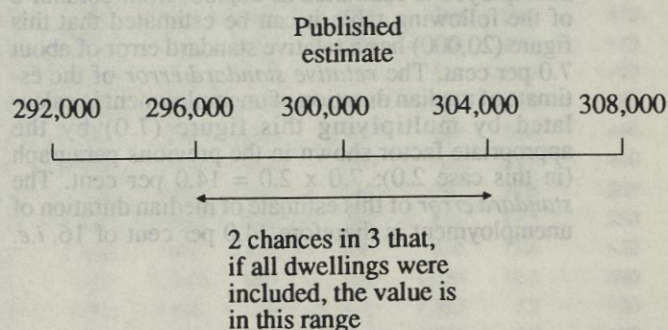 Published
estimate
292,000 296,000 300,000 304,000 308,000
2 chances in 3 that,
if all dwellings were
included, the value is
in this range